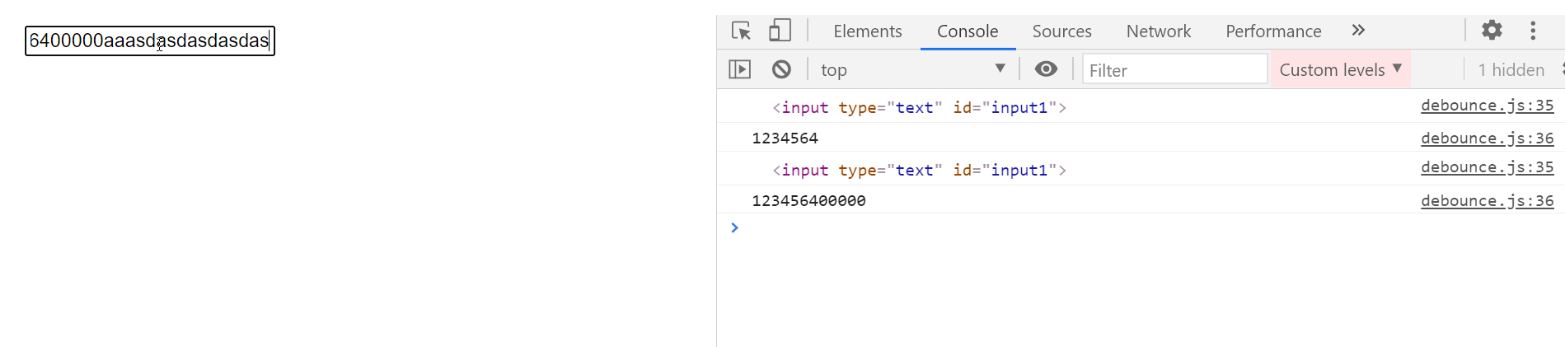 6400000aaasdasdasdasdas
Elements Console Sources Network Performance
top Filter Custom levels 1 hidden
<input type="text" id="input1"> debounce.js:35
1234564 debounce.js:36
<input type="text" id="input1"> debounce.js:35
123456400000 debounce.js:36